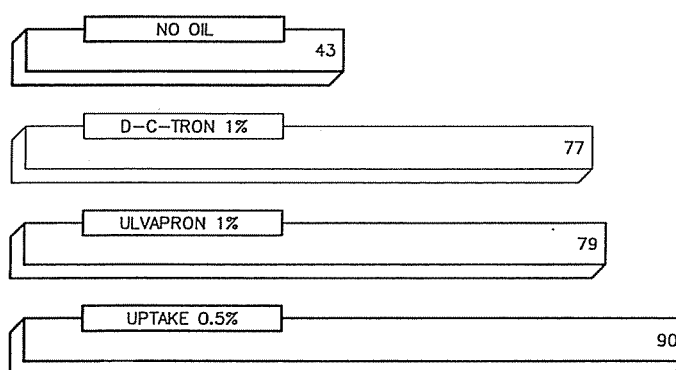 NO OIL
43
D-C-TRON 1%
77
ULVAPRON 1%
79
UPTAKE 0.5%
90